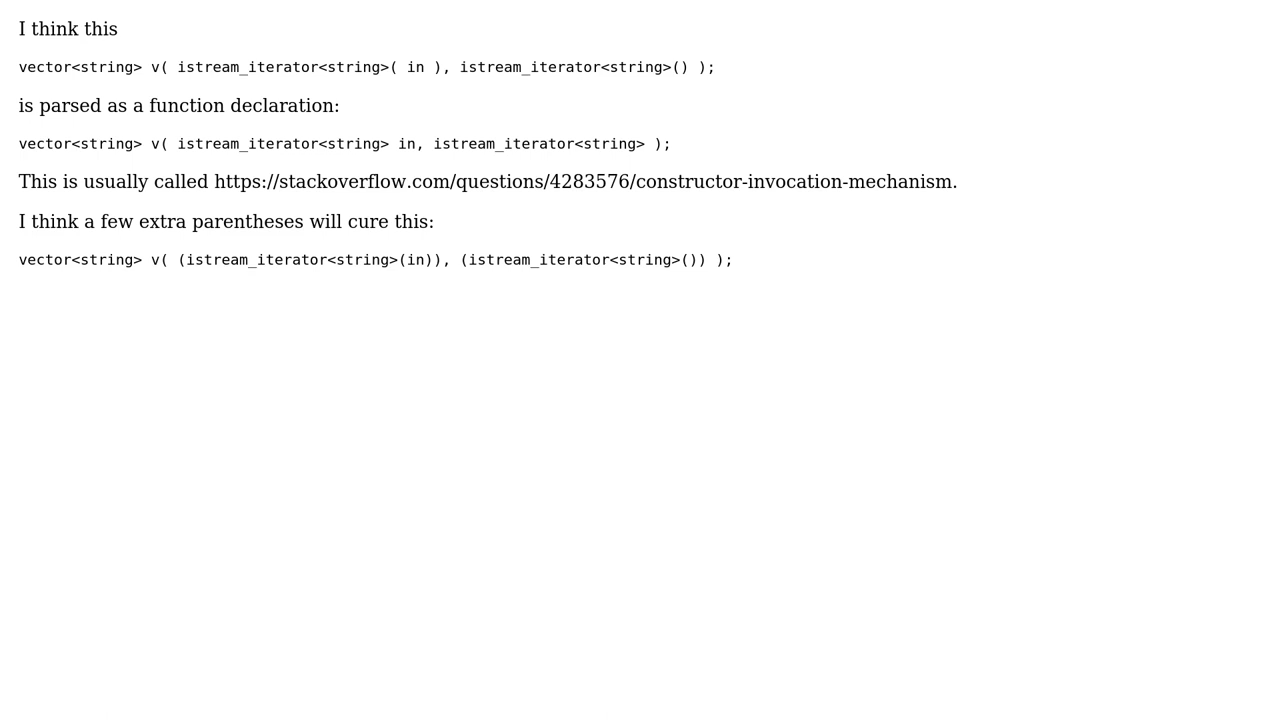 I think this
vector<string> v( istream_iterator<string>( in ), istream_iterator<string>() );
is parsed as a function declaration:
vector<string> v( istream_iterator<string> in, istream_iterator<string> );
This is usually called https://stackoverflow.com/questions/4283576/constructor-invocation-mechanism.
I think a few extra parentheses will cure this:
vector<string> v( (istream_iterator<string>(in)), (istream_iterator<string>()) );